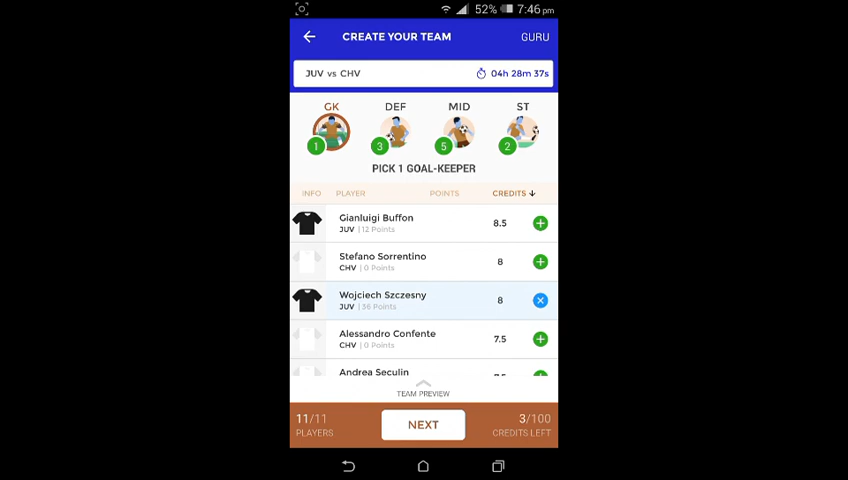 52% 7:46 pm
CREATE YOUR TEAM GURU
JUV vs CHV 04h 28m 37s
GK DEF MID ST
1 3 5 2
PICK 1 GOAL-KEEPER
INFO PLAYER POINTS CREDITS
Gianluigi Buffon
JUV | 12 Points 8.5
Stefano Sorrentino
CHV | 0 Points 8
Wojciech Szczesny
JUV | 36 Points 8
Alessandro Confente
CHV | 0 Points 7.5
Andrea Seculin
TEAM PREVIEW
11/11 PLAYERS
NEXT
3/100 CREDITS LEFT